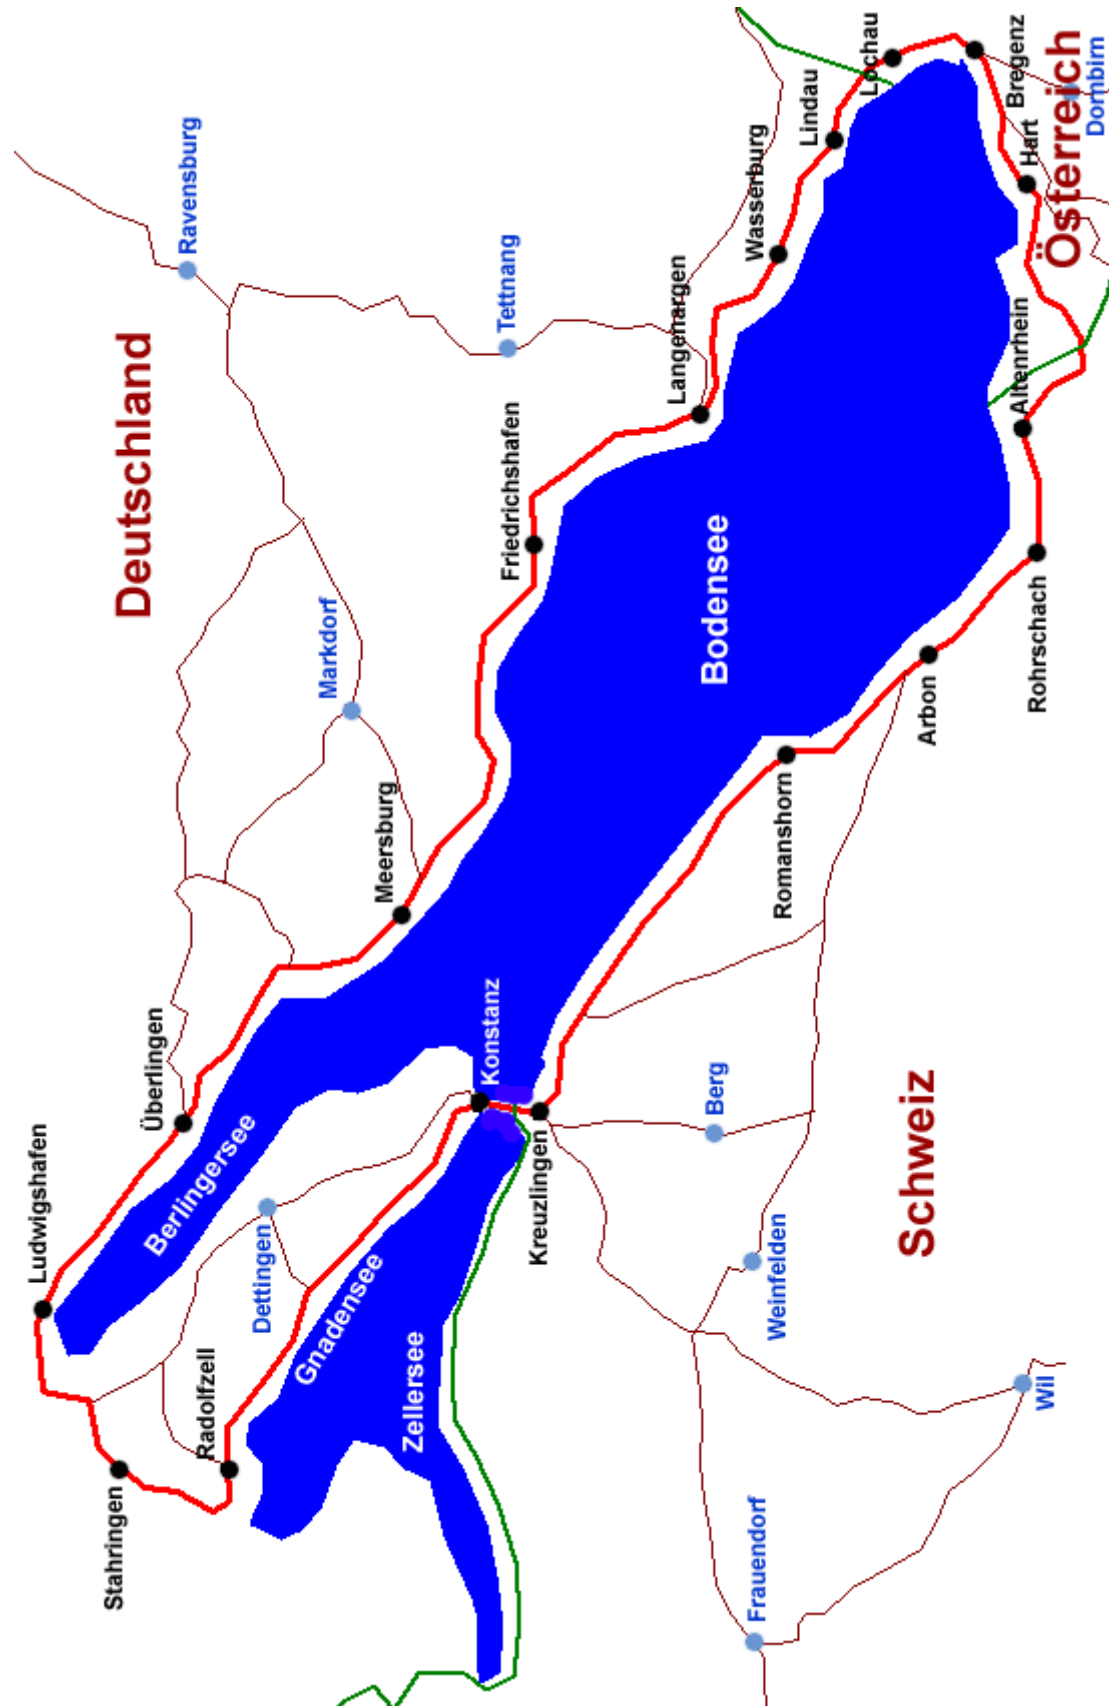 Deutschland
Österreich
Schweiz
Bodensee
Berlingersee
Gnadensee
Zellersee
Stahringen
Radolfzell
Ludwigshafen
Überlingen
Dettingen
Konstanz
Kreuzlingen
Meersburg
Markdorf
Ravensburg
Tettnang
Friedrichshafen
Langenargen
Wasserburg
Lindau
Lochau
Bregenz
Dornbirn
Hart
Altenrhein
Rohrschach
Arbon
Romanshorn
Berg
Weinfelden
Wil
Frauendorf